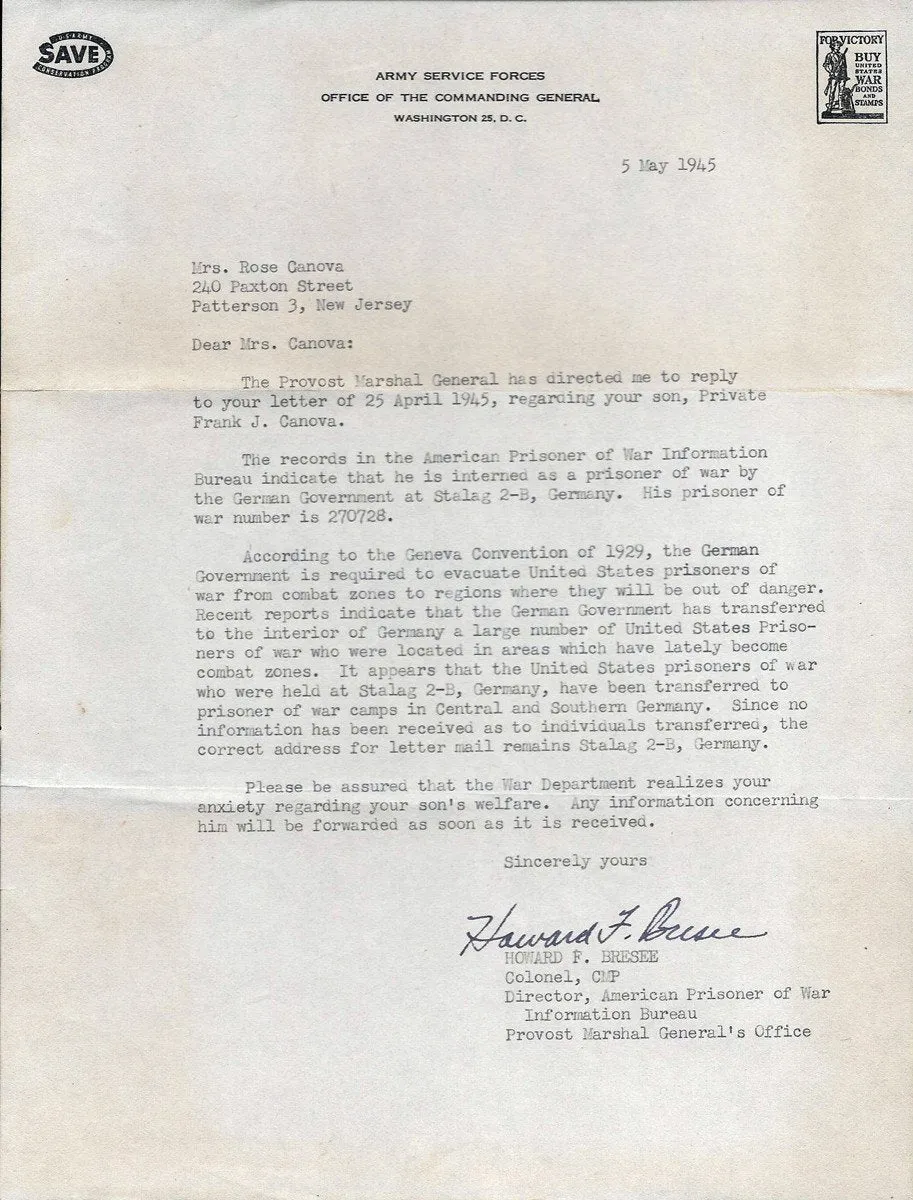 U·S·ARMY
SAVE
CONSERVATION PROGRAM
FOR VICTORY
BUY
UNITED
STATES
WAR
BONDS
AND
STAMPS
ARMY SERVICE FORCES
OFFICE OF THE COMMANDING GENERAL
WASHINGTON 25, D. C.
5 May 1945
Mrs. Rose Canova
240 Paxton Street
Patterson 3, New Jersey
Dear Mrs. Canova:
The Provost Marshal General has directed me to reply
to your letter of 25 April 1945, regarding your son, Private
Frank J. Canova.
The records in the American Prisoner of War Information
Bureau indicate that he is interned as a prisoner of war by
the German Government at Stalag 2-B, Germany. His prisoner of
war number is 270728.
According to the Geneva Convention of 1929, the German
Government is required to evacuate United States prisoners of
war from combat zones to regions where they will be out of danger.
Recent reports indicate that the German Government has transferred
to the interior of Germany a large number of United States Priso-
ners of war who were located in areas which have lately become
combat zones. It appears that the United States prisoners of war
who were held at Stalag 2-B, Germany, have been transferred to
prisoner of war camps in Central and Southern Germany. Since no
information has been received as to individuals transferred, the
correct address for letter mail remains Stalag 2-B, Germany.
Please be assured that the War Department realizes your
anxiety regarding your son's welfare. Any information concerning
him will be forwarded as soon as it is received.
Sincerely yours
Howard F. Bresee
HOWARD F. BRESEE
Colonel, CMP
Director, American Prisoner of War
Information Bureau
Provost Marshal General's Office